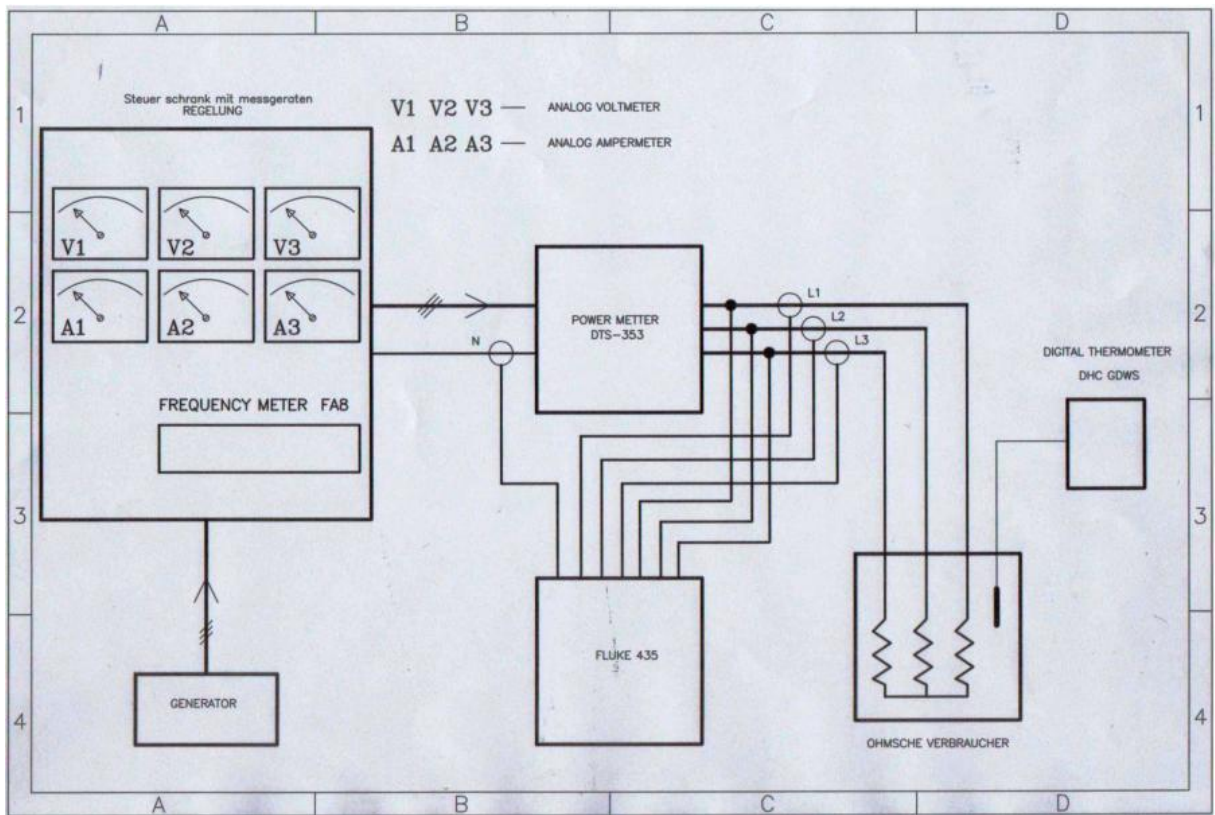 A B C D
1 1
Steuer schrank mit messgeraten
REGELUNG
V1 V2 V3 — ANALOG VOLTMETER
A1 A2 A3 — ANALOG AMPERMETER
V1 V2 V3
A1 A2 A3
2 2
N
POWER METTER
DTS-353
L1
L2
L3
DIGITAL THERMOMETER
DHC GDWS
FREQUENCY METER FA8
3 3
GENERATOR
FLUKE 435
OHMSCHE VERBRAUCHER
4 4
A B C D